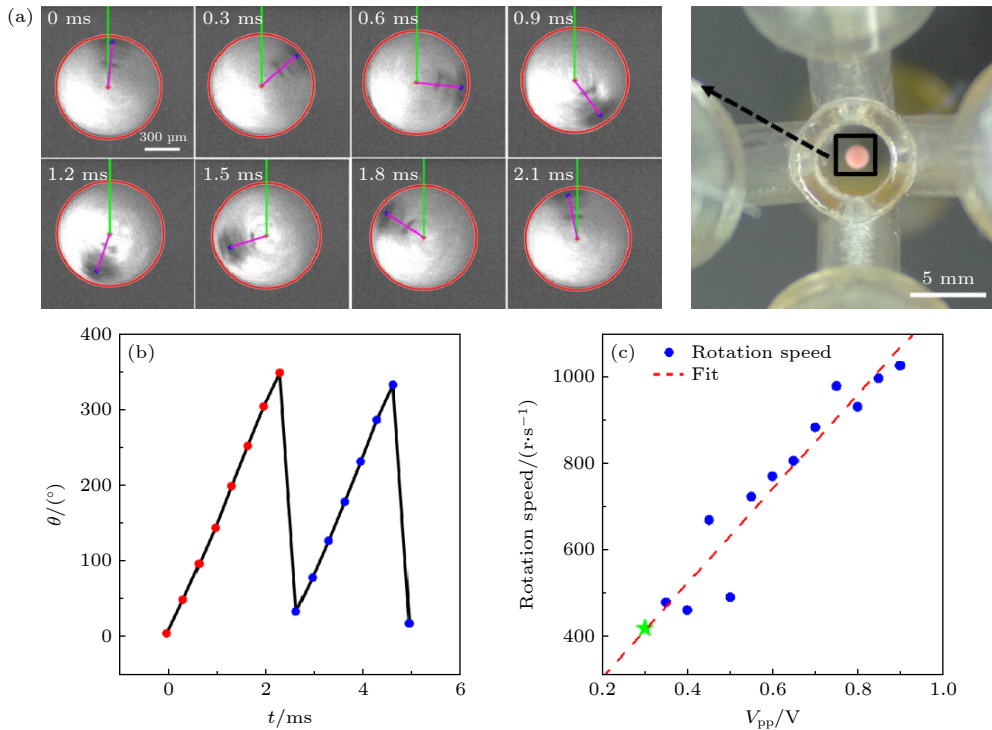 (a)
0 ms 0.3 ms 0.6 ms 0.9 ms
300 µm
1.2 ms 1.5 ms 1.8 ms 2.1 ms
5 mm
(b)
θ/(°)
400
300
200
100
0
0 2 4 6
t/ms
(c)
Rotation speed
Fit
Rotation speed/(r·s⁻¹)
1000
800
600
400
0.2 0.4 0.6 0.8 1.0
Vpp/V